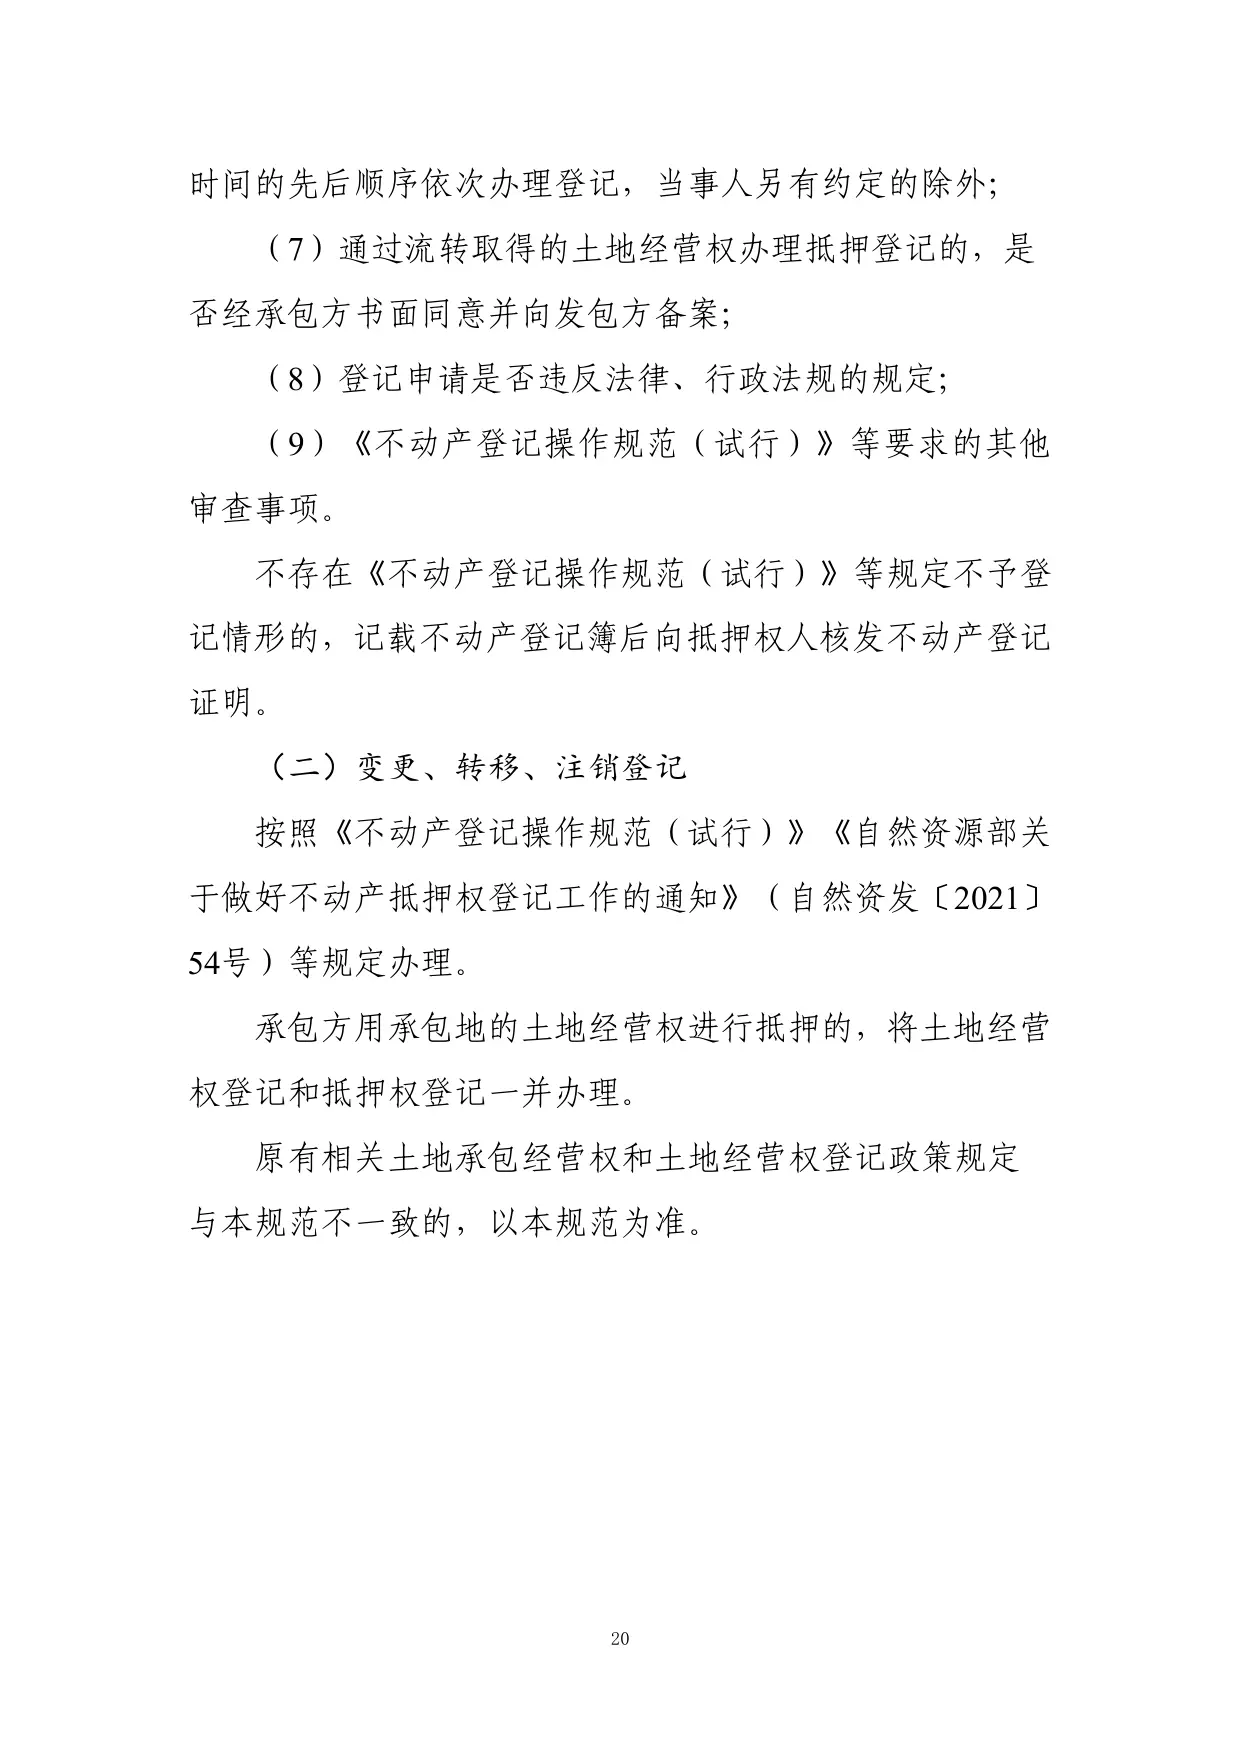 时间的先后顺序依次办理登记，当事人另有约定的除外；
（7）通过流转取得的土地经营权办理抵押登记的，是
否经承包方书面同意并向发包方备案；
（8）登记申请是否违反法律、行政法规的规定；
（9）《不动产登记操作规范（试行）》等要求的其他
审查事项。
不存在《不动产登记操作规范（试行）》等规定不予登
记情形的，记载不动产登记簿后向抵押权人核发不动产登记
证明。
（二）变更、转移、注销登记
按照《不动产登记操作规范（试行）》《自然资源部关
于做好不动产抵押权登记工作的通知》（自然资发〔2021〕
54号）等规定办理。
承包方用承包地的土地经营权进行抵押的，将土地经营
权登记和抵押权登记一并办理。
原有相关土地承包经营权和土地经营权登记政策规定
与本规范不一致的，以本规范为准。
20